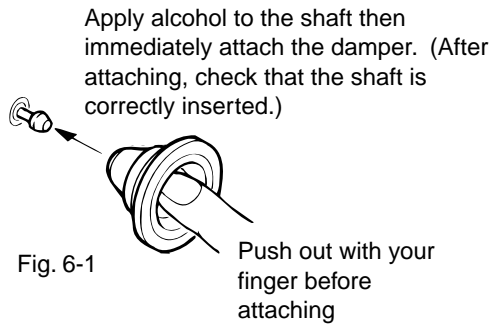 Apply alcohol to the shaft then
immediately attach the damper.  (After
attaching, check that the shaft is
correctly inserted.)
Fig. 6-1
Push out with your
finger before
attaching